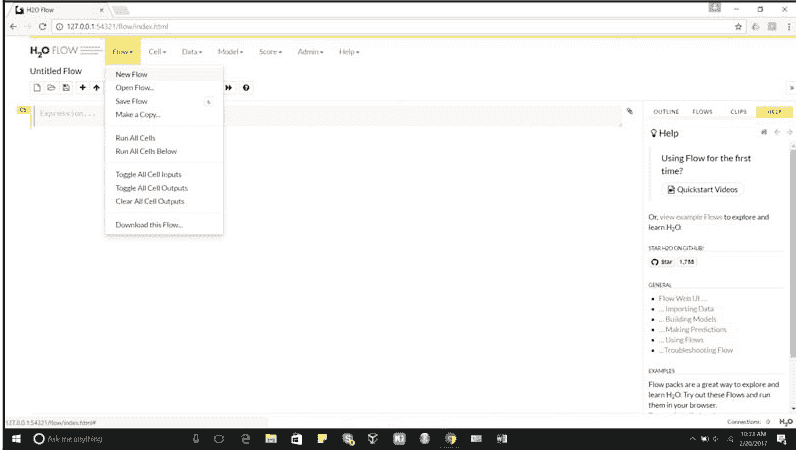 H2O Flow
127.0.0.1:54321/flow/index.html
H2O FLOW
Flow Cell Data Model Score Admin Help
Untitled Flow
New Flow
Open Flow...
Save Flow s
Make a Copy...
Run All Cells
Run All Cells Below
Toggle All Cell Inputs
Toggle All Cell Outputs
Clear All Cell Outputs
Download this Flow...
CS
Expression...
OUTLINE FLOWS CLIPS HELP
Help
Using Flow for the first
time?
Quickstart Videos
Or, view example Flows to explore and
learn H2O.
STAR H2O ON GITHUB!
Star
GENERAL
Flow Web UI ...
... Importing Data
... Building Models
... Making Predictions
... Using Flows
... Troubleshooting Flow
EXAMPLES
Flow packs are a great way to explore and
learn H2O. Try out these Flows and run
them in your browser.
127.0.0.1:54321/flow/index.html#
Connections: 0 H2O
Ask me anything
10:23 AM
2/20/2017